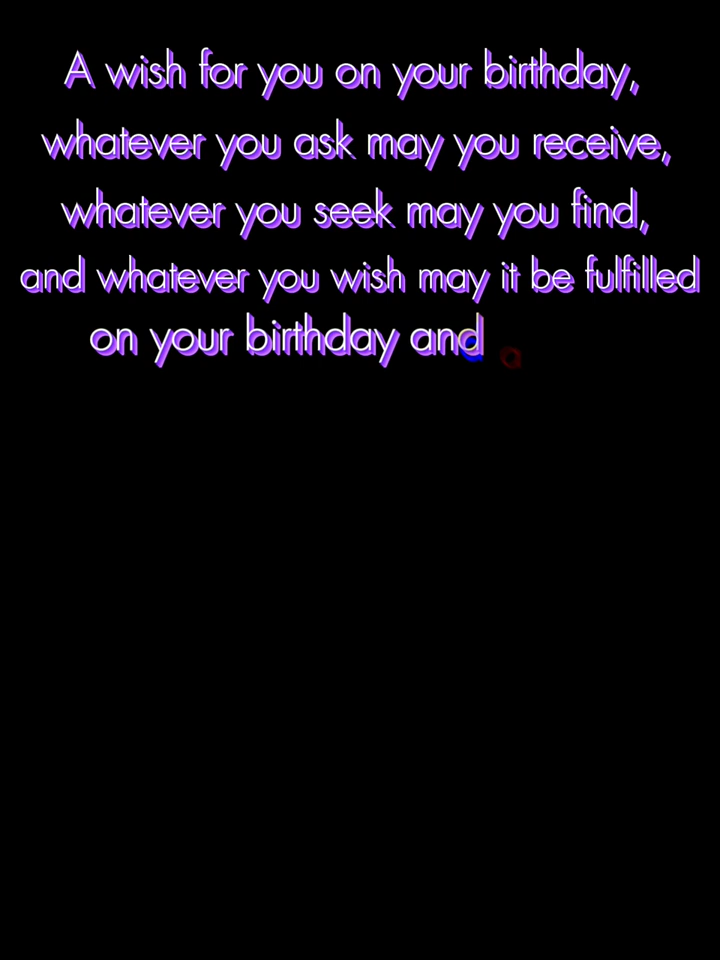 A wish for you on your birthday,
whatever you ask may you receive,
whatever you seek may you find,
and whatever you wish may it be fulfilled
on your birthday and